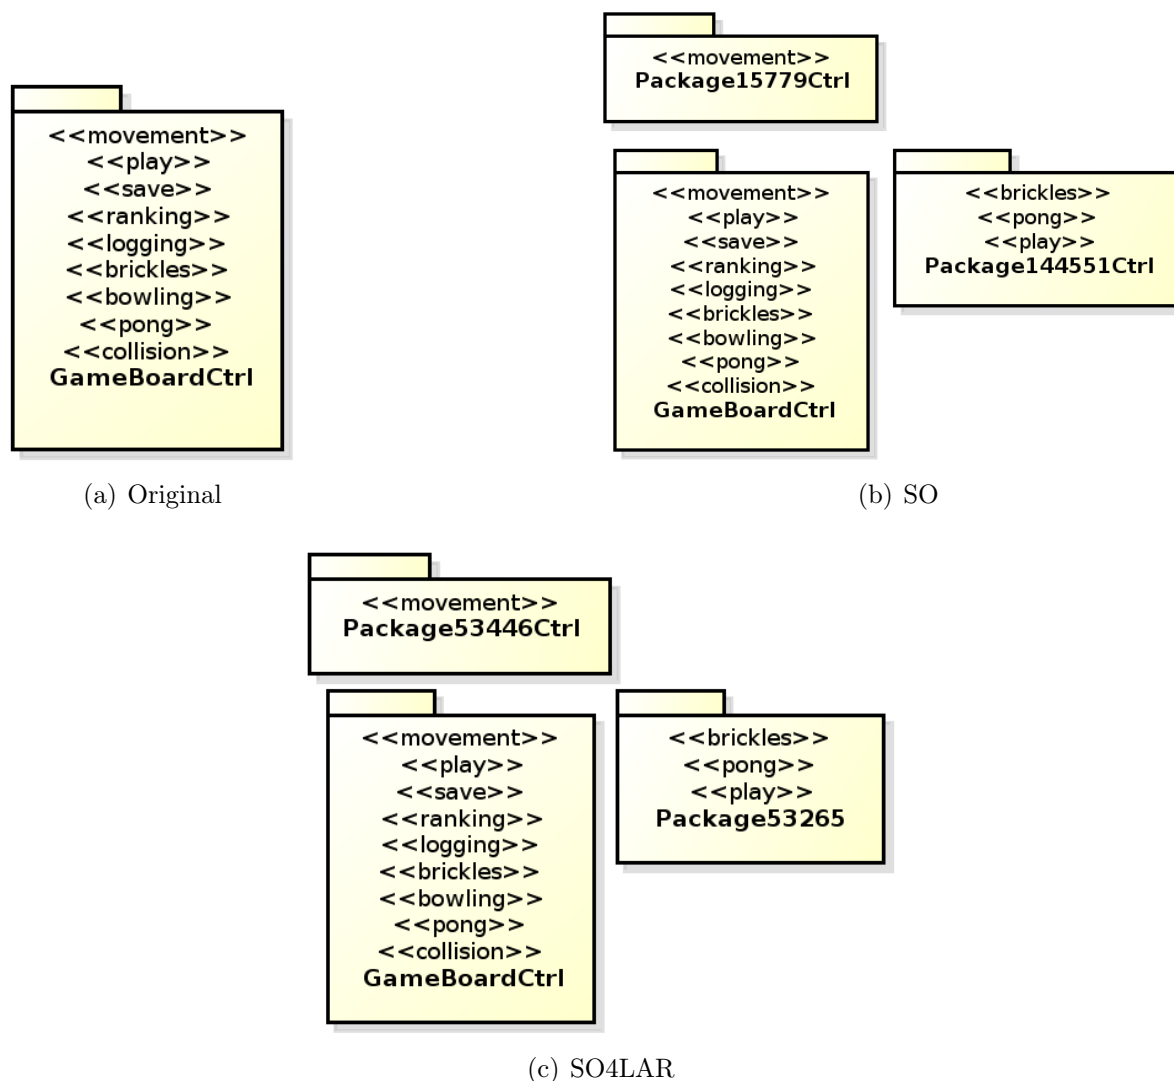 <<movement>>
<<play>>
<<save>>
<<ranking>>
<<logging>>
<<brickles>>
<<bowling>>
<<pong>>
<<collision>>
GameBoardCtrl
(a) Original
<<movement>>
Package15779Ctrl
<<movement>>
<<play>>
<<save>>
<<ranking>>
<<logging>>
<<brickles>>
<<bowling>>
<<pong>>
<<collision>>
GameBoardCtrl
<<brickles>>
<<pong>>
<<play>>
Package144551Ctrl
(b) SO
<<movement>>
Package53446Ctrl
<<movement>>
<<play>>
<<save>>
<<ranking>>
<<logging>>
<<brickles>>
<<bowling>>
<<pong>>
<<collision>>
GameBoardCtrl
<<brickles>>
<<pong>>
<<play>>
Package53265
(c) SO4LAR